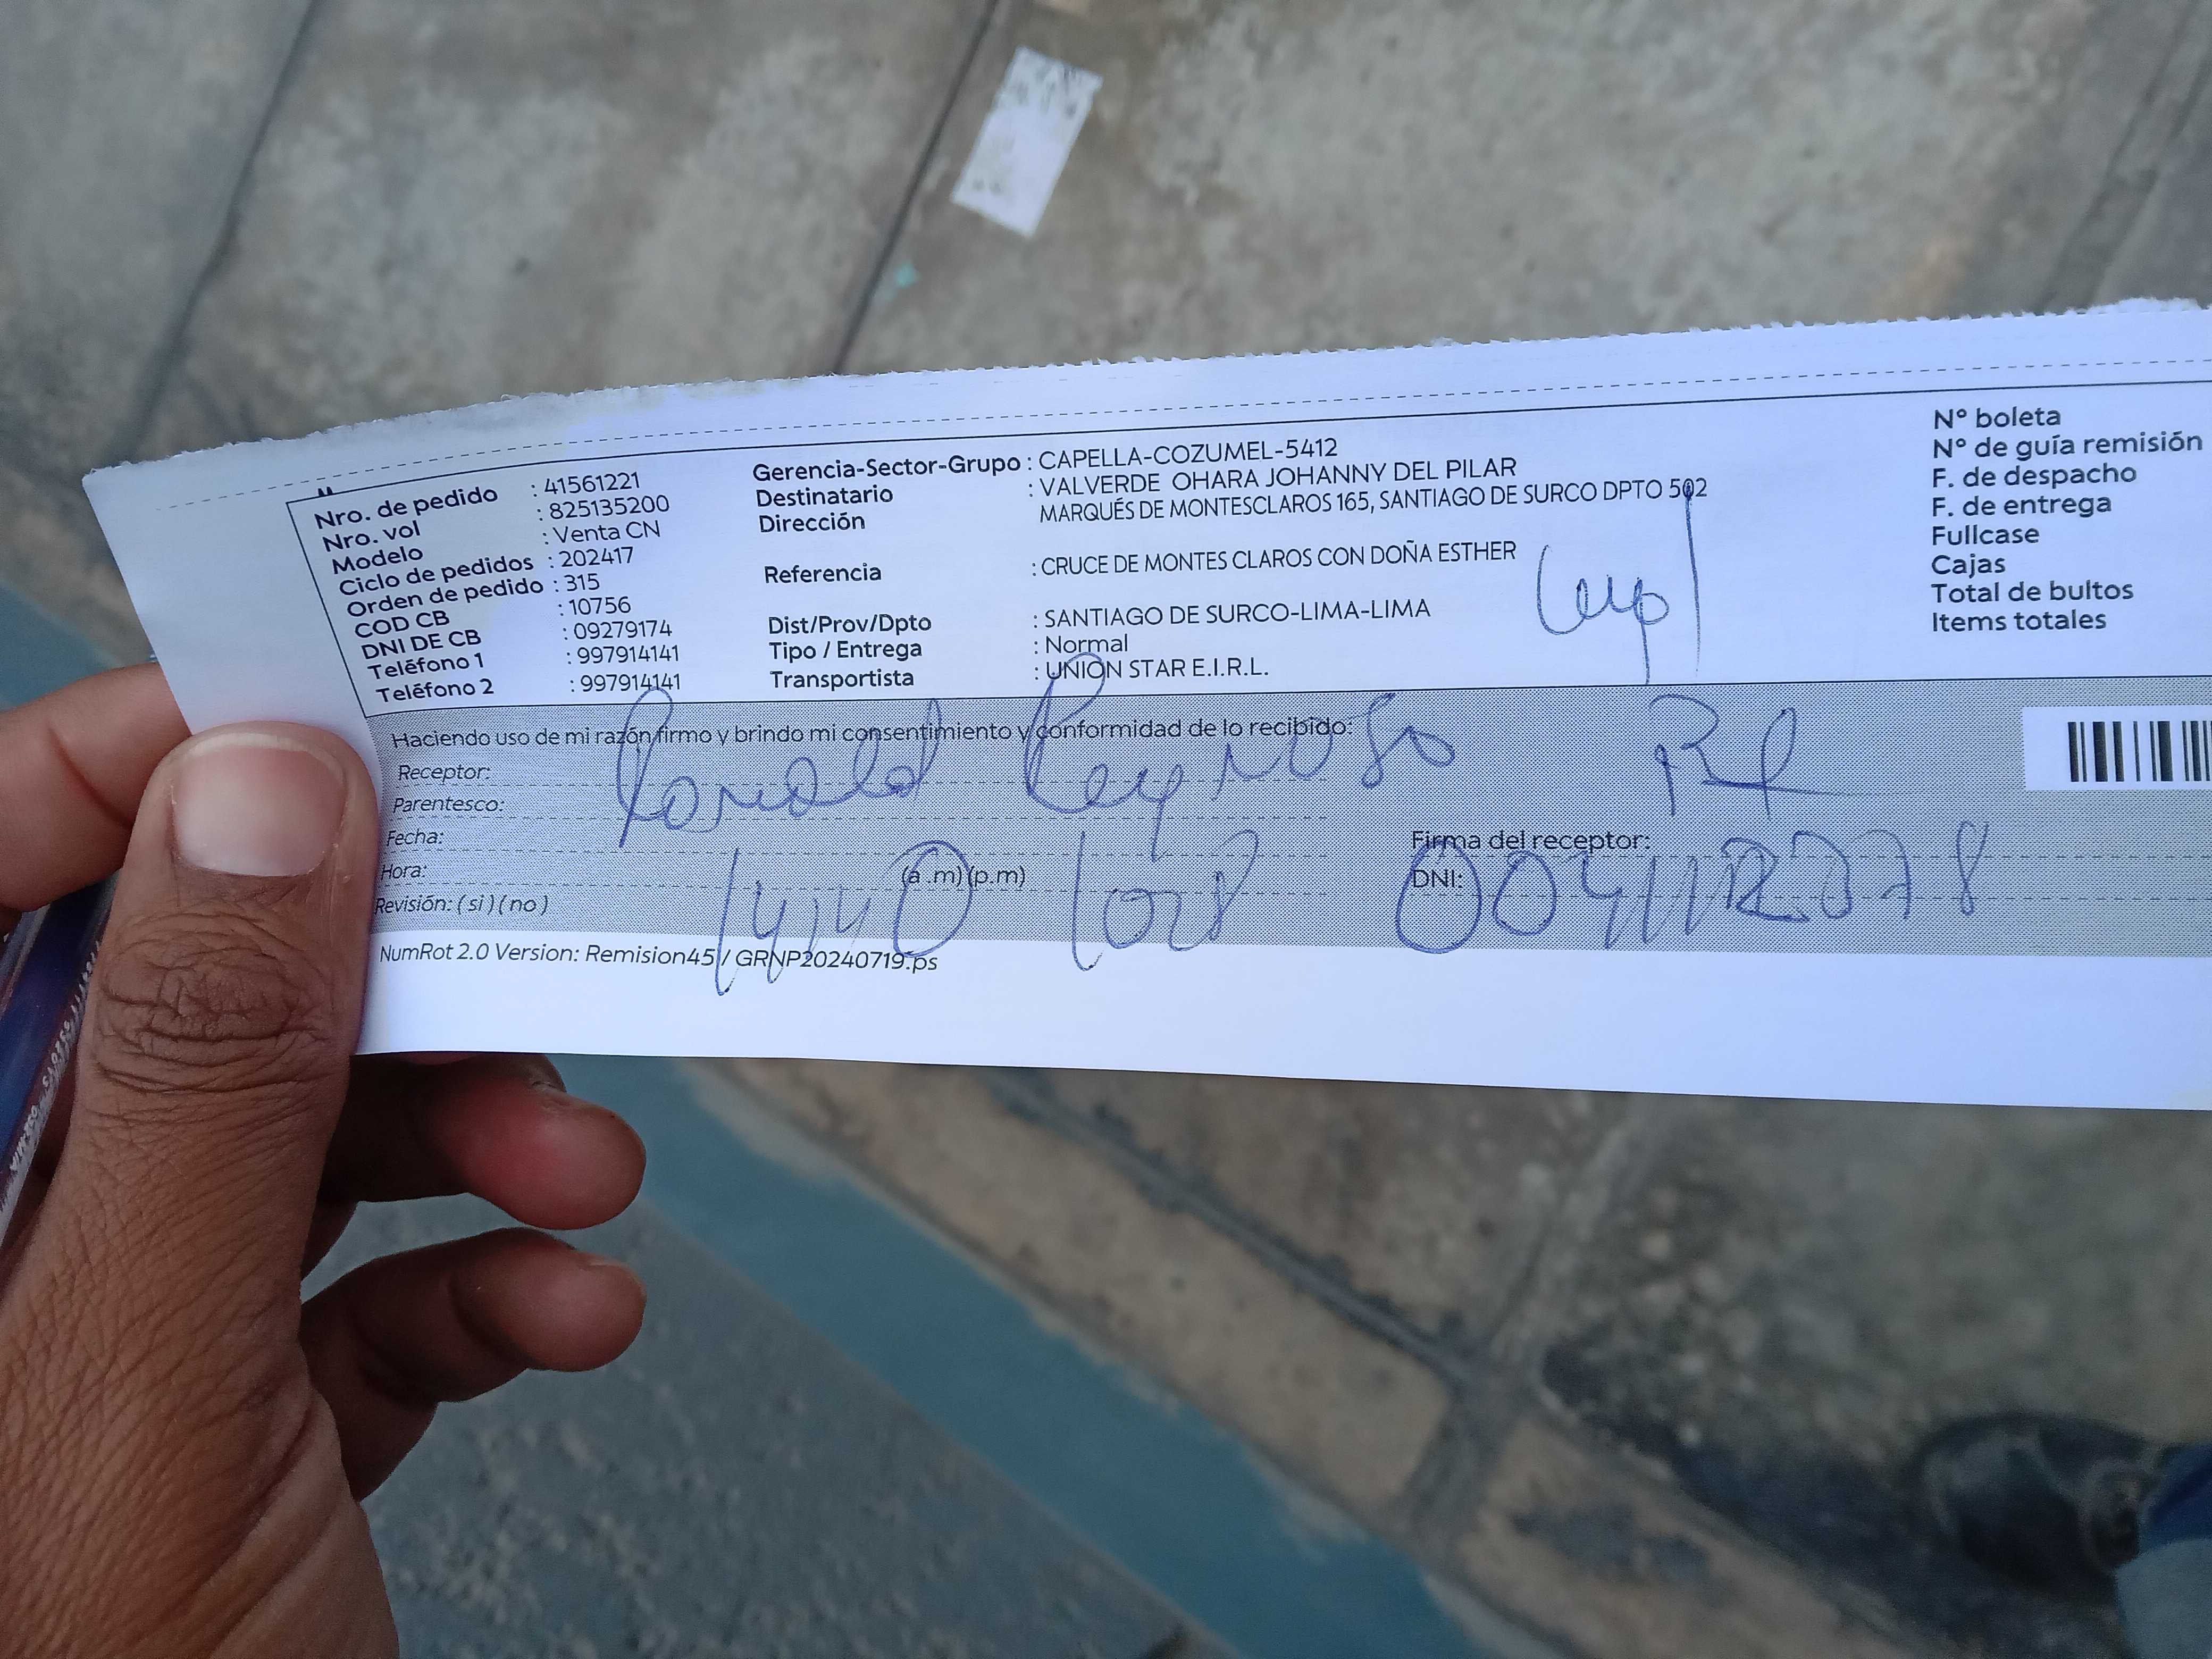 Nro. de pedido : 41561221
Nro. vol : 825135200
Modelo : Venta CN
Ciclo de pedidos : 202417
Orden de pedido : 315
COD CB : 10756
DNI DE CB : 09279174
Teléfono 1 : 997914141
Teléfono 2 : 997914141
Gerencia-Sector-Grupo : CAPELLA-COZUMEL-5412
Destinatario : VALVERDE OHARA JOHANNY DEL PILAR
Dirección MARQUÉS DE MONTESCLAROS 165, SANTIAGO DE SURCO DPTO 502
Referencia : CRUCE DE MONTES CLAROS CON DOÑA ESTHER
Dist/Prov/Dpto : SANTIAGO DE SURCO-LIMA-LIMA
Tipo / Entrega : Normal
Transportista : UNION STAR E.I.R.L.
N° boleta
N° de guía remisión
F. de despacho
F. de entrega
Fullcase
Cajas
Total de bultos
Items totales
Haciendo uso de mi razón firmo y brindo mi consentimiento y conformidad de lo recibido:
Receptor: Ronald Reynoso
Parentesco:
Fecha:
Hora: (a .m) (p.m)
Revisión: ( si ) ( no )
Firma del receptor:
DNI:
NumRot 2.0 Version: Remision45 / GRNP20240719.ps